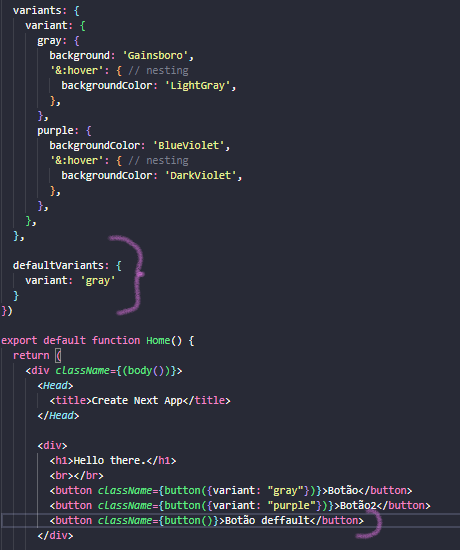 variants: {
variant: {
gray: {
background: 'Gainsboro',
'&:hover': { // nesting
backgroundColor: 'LightGray',
},
},
purple: {
backgroundColor: 'BlueViolet',
'&:hover': { // nesting
backgroundColor: 'DarkViolet',
},
},
},
},
defaultVariants: {
variant: 'gray'
}
})
export default function Home() {
return (
<div className={(body())}>
<Head>
<title>Create Next App</title>
</Head>
<div>
<h1>Hello there.</h1>
<br></br>
<button className={button({variant: "gray"})}>Botão</button>
<button className={button({variant: "purple"})}>Botão2</button>
<button className={button()}>Botão deffault</button>
</div>